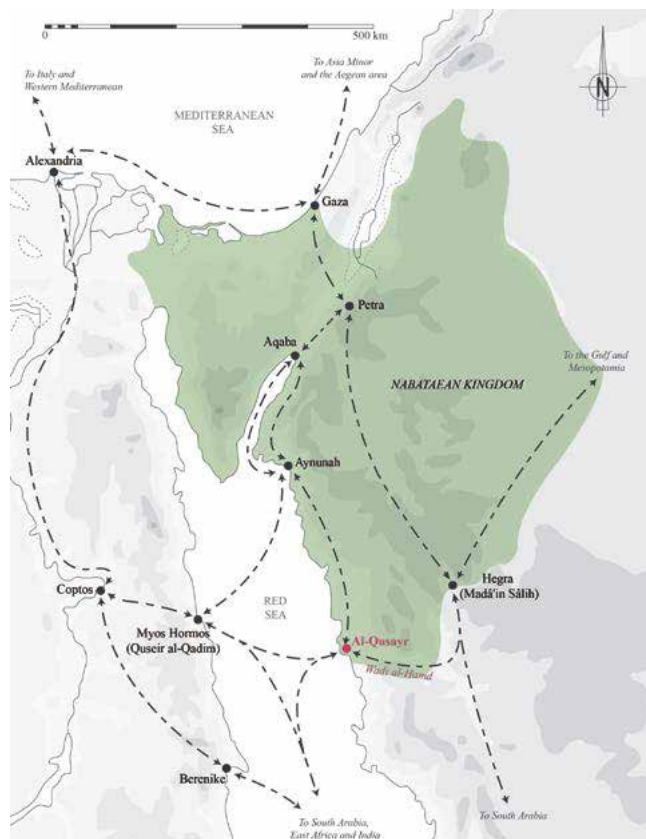 0
500 km
To Italy and
Western Mediterranean
To Asia Minor
and the Aegean area
N
MEDITERRANEAN
SEA
Alexandria
Gaza
Petra
Aqaba
To the Gulf and
Mesopotamia
NABATAEAN KINGDOM
Aynunah
Coptos
Hegra
(Madâ'in Sâlih)
RED
SEA
Myos Hormos
(Quseir al-Qadim)
Al-Qusayr
Wadi al-Hamd
Berenike
To South Arabia,
East Africa and India
To South Arabia